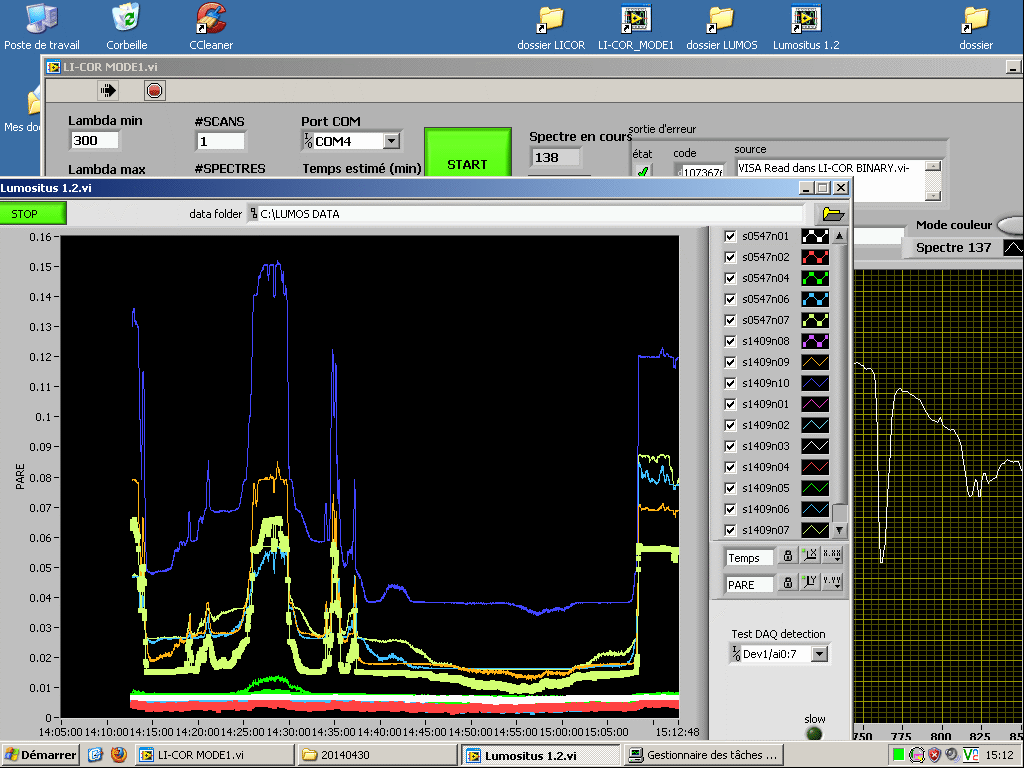 Poste de travail Corbeille CCleaner dossier LICOR LI-COR_MODE1 dossier LUMOS Lumositus 1.2 dossier
LI-COR MODE1.vi
Mes do
Lambda min #SCANS Port COM Spectre en cours sortie d'erreur
300 1 COM4 START 138 état code source
107367 VISA Read dans LI-COR BINARY.vi-
Lambda max #SPECTRES Temps estimé (min)
Lumositus 1.2.vi
STOP data folder C:\LUMOS DATA
Mode couleur
Spectre 137
PARE
0.16
0.15
0.14
0.13
0.12
0.11
0.1
0.09
0.08
0.07
0.06
0.05
0.04
0.03
0.02
0.01
0
14:05:00 14:10:00 14:15:00 14:20:00 14:25:00 14:30:00 14:35:00 14:40:00 14:45:00 14:50:00 14:55:00 15:00:00 15:05:00 15:12:48
s0547n01
s0547n02
s0547n04
s0547n06
s0547n07
s1409n08
s1409n09
s1409n10
s1409n01
s1409n02
s1409n03
s1409n04
s1409n05
s1409n06
s1409n07
Temps
PARE
Test DAQ detection
Dev1/ai0:7
slow
750 775 800 825 85
Démarrer LI-COR MODE1.vi 20140430 Lumositus 1.2.vi Gestionnaire des tâches ... V2 15:12